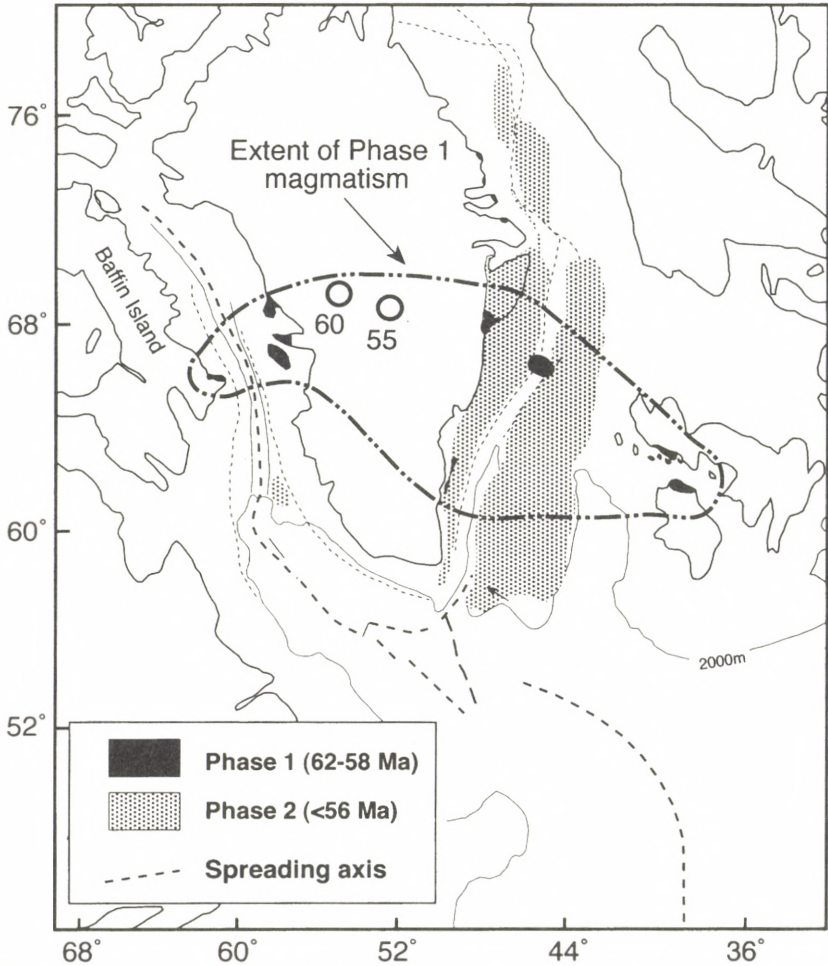 76°
Extent of Phase 1
magmatism
Baffin Island
68°
60
55
60°
2000m
52°
Phase 1 (62-58 Ma)
Phase 2 (<56 Ma)
Spreading axis
68°
60°
52°
44°
36°